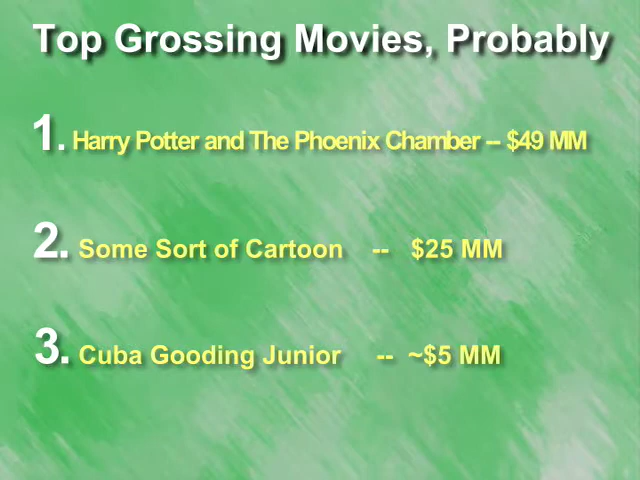 Top Grossing Movies, Probably
1. Harry Potter and The Phoenix Chamber -- $49 MM
2. Some Sort of Cartoon -- $25 MM
3. Cuba Gooding Junior -- ~$5 MM